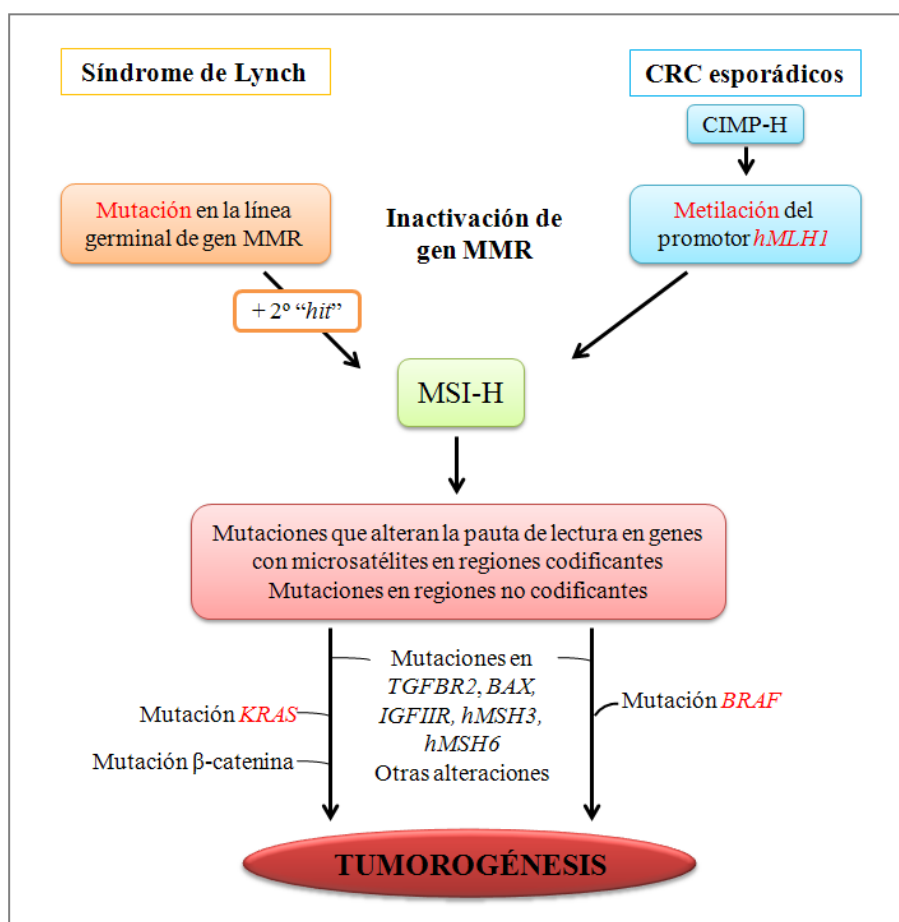 Síndrome de Lynch
CRC esporádicos
CIMP-H
Mutación en la línea
germinal de gen MMR
Inactivación de
gen MMR
Metilación del
promotor hMLH1
+ 2º “hit”
MSI-H
Mutaciones que alteran la pauta de lectura en genes
con microsatélites en regiones codificantes
Mutaciones en regiones no codificantes
Mutaciones en
TGFBR2, BAX,
IGFIIR, hMSH3,
hMSH6
Otras alteraciones
Mutación KRAS
Mutación β-catenina
Mutación BRAF
TUMOROGÉNESIS